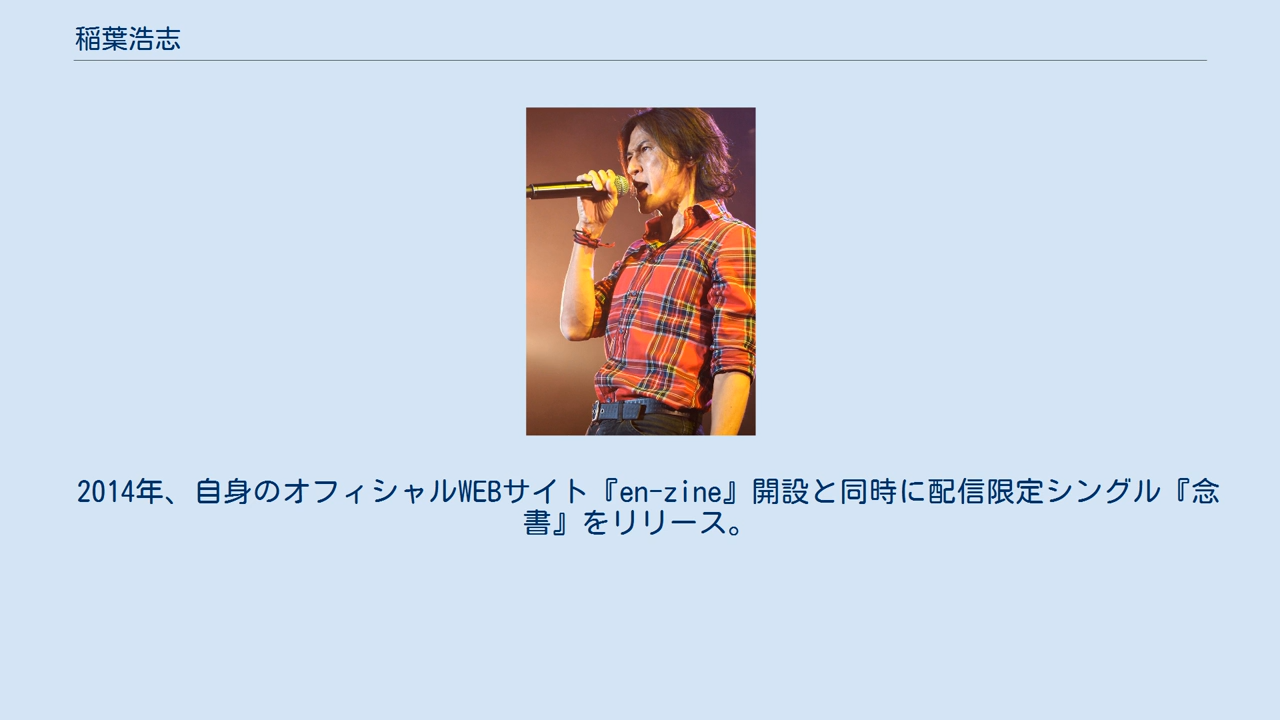 稲葉浩志
2014年、自身のオフィシャルWEBサイト『en-zine』開設と同時に配信限定シングル『念
書』をリリース。